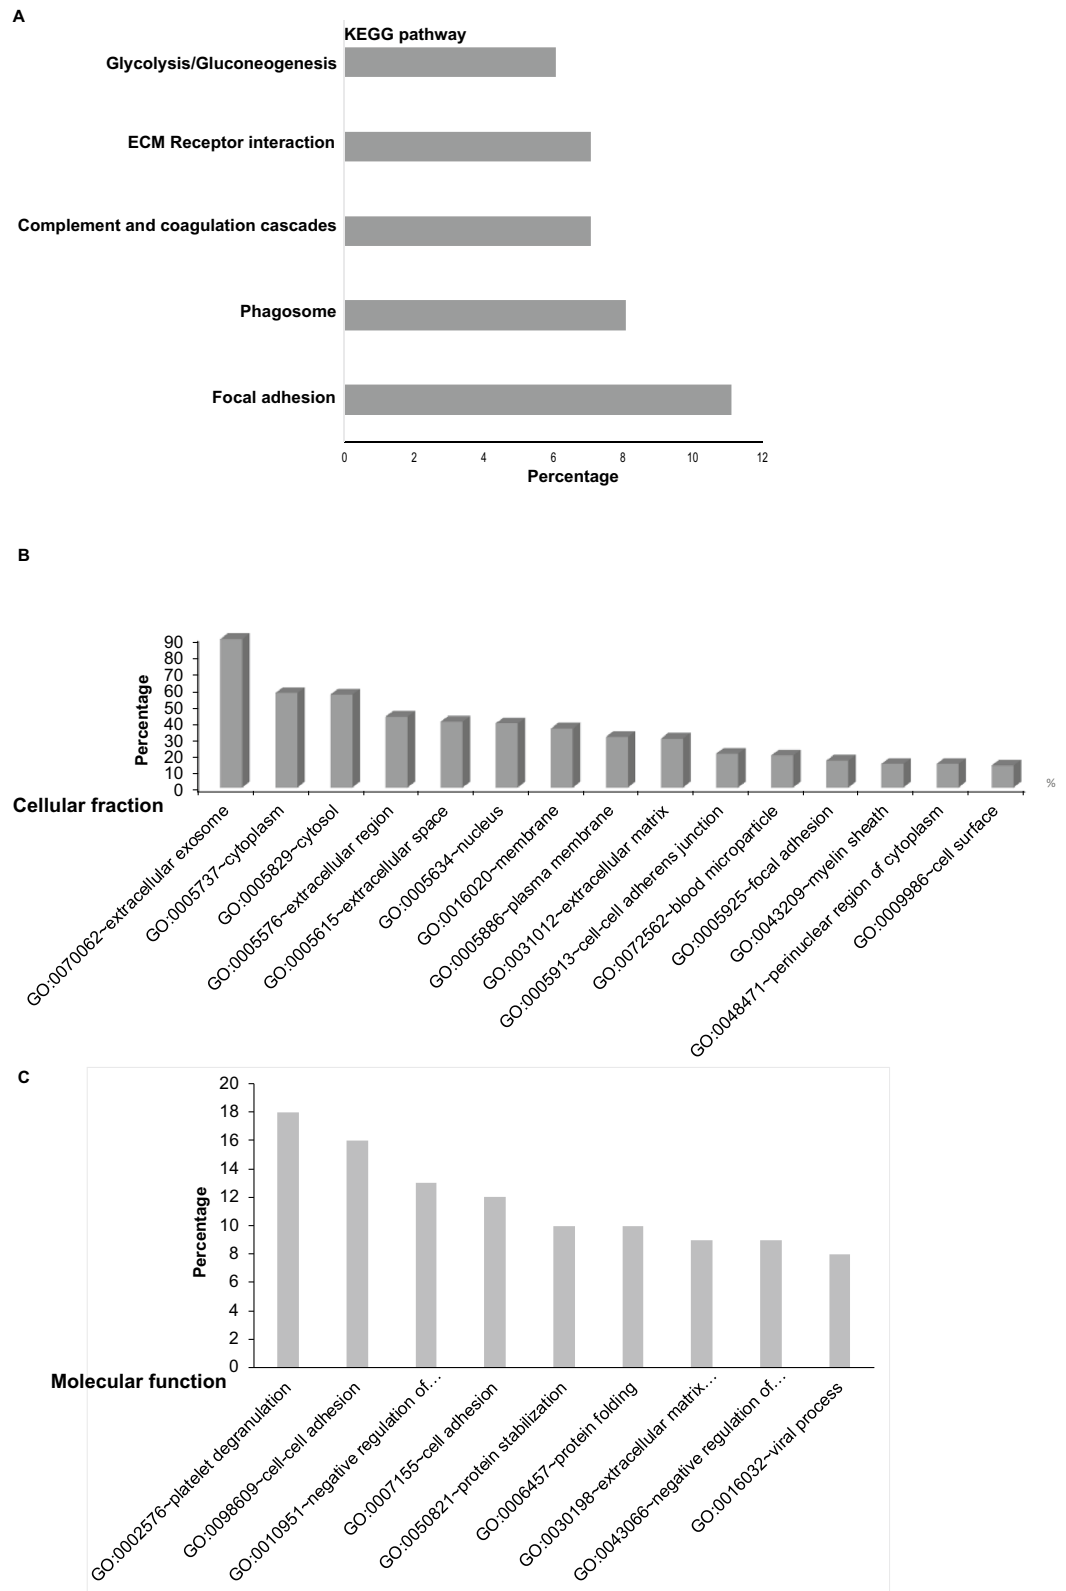 A
KEGG pathway
Glycolysis/Gluconeogenesis
ECM Receptor interaction
Complement and coagulation cascades
Phagosome
Focal adhesion
0 2 4 6 8 10 12
Percentage
B
90
80
70
60
50
40
30
20
10
0
Percentage
%
Cellular fraction
GO:0070062~extracellular exosome
GO:0005737~cytoplasm
GO:0005829~cytosol
GO:0005576~extracellular region
GO:0005615~extracellular space
GO:0005634~nucleus
GO:0016020~membrane
GO:0005886~plasma membrane
GO:0031012~extracellular matrix
GO:0005913~cell-cell adherens junction
GO:0072562~blood microparticle
GO:0005925~focal adhesion
GO:0043209~myelin sheath
GO:0048471~perinuclear region of cytoplasm
GO:0009986~cell surface
C
20
18
16
14
12
10
8
6
4
2
0
Percentage
Molecular function
GO:0002576~platelet degranulation
GO:0098609~cell-cell adhesion
GO:0010951~negative regulation of…
GO:0007155~cell adhesion
GO:0050821~protein stabilization
GO:0006457~protein folding
GO:0030198~extracellular matrix…
GO:0043066~negative regulation of…
GO:0016032~viral process